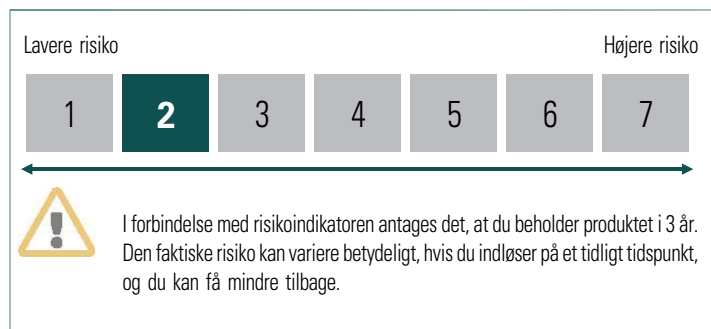 Lavere risiko Højere risiko
1 2 3 4 5 6 7
!
I forbindelse med risikoindikatoren antages det, at du beholder produktet i 3 år.
Den faktiske risiko kan variere betydeligt, hvis du indløser på et tidligt tidspunkt,
og du kan få mindre tilbage.